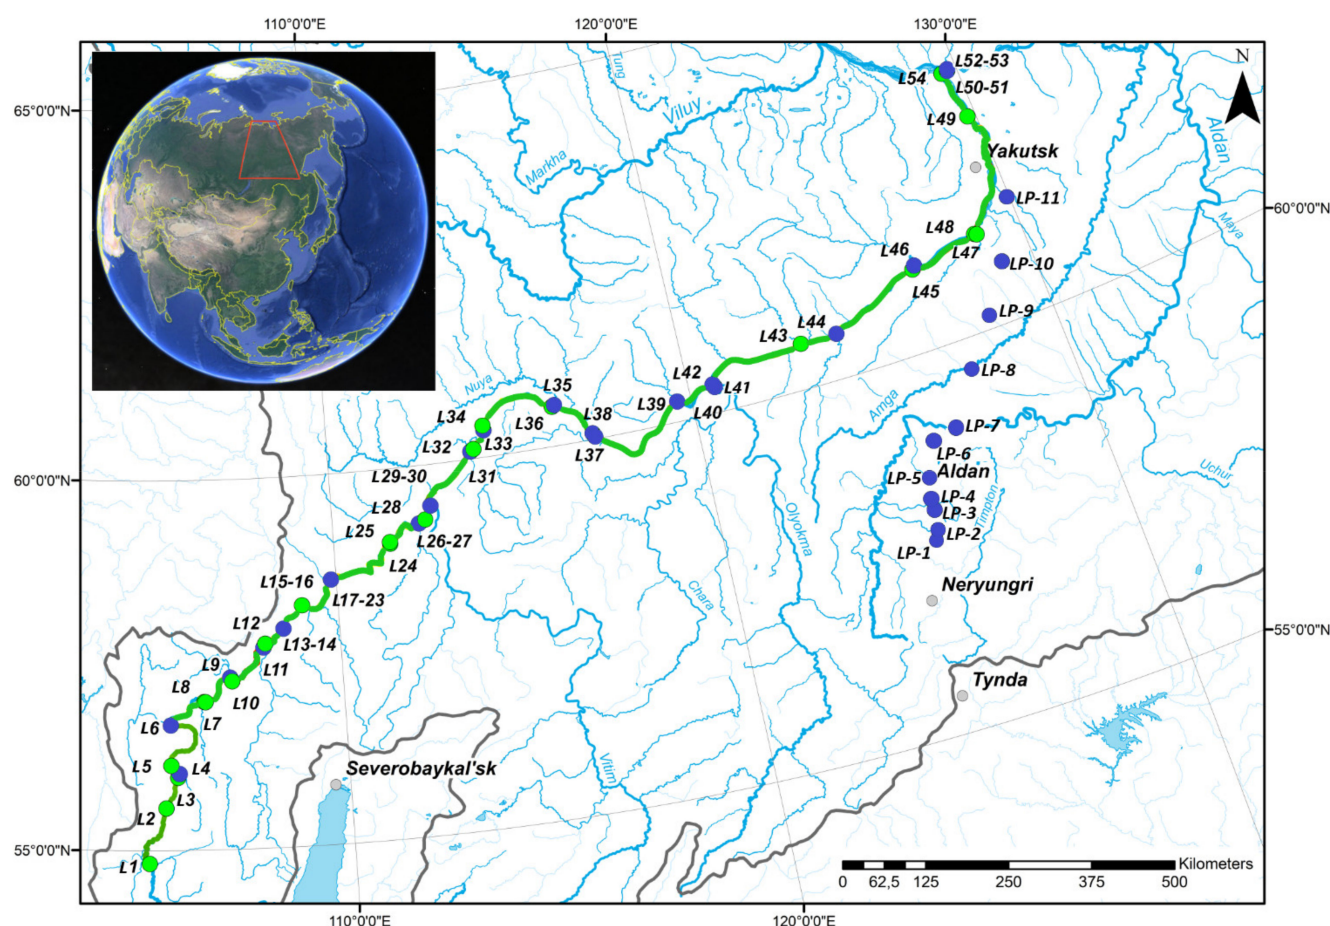 110°0'0"E
120°0'0"E
130°0'0"E
N
65°0'0"N
60°0'0"N
55°0'0"N
60°0'0"N
55°0'0"N
110°0'0"E
120°0'0"E
Tung
Viluy
Markha
Aldan
Maya
L54
L52-53
L50-51
L49
Yakutsk
LP-11
L48
L47
LP-10
L46
L45
LP-9
L44
L43
LP-8
Amga
L42
L41
L40
L39
Nuya
L35
L36
L38
L37
L34
L33
L32
L31
LP-7
LP-6
Aldan
LP-5
LP-4
LP-3
LP-2
LP-1
Timpton
Uchur
L29-30
L28
L26-27
L25
L24
Olyokma
Chara
Neryungri
L15-16
L17-23
L12
L13-14
L11
L9
L10
L8
L7
L6
L5
L4
L3
L2
L1
Tynda
Severobaykal'sk
Vitim
Kilometers
0 62,5 125 250 375 500